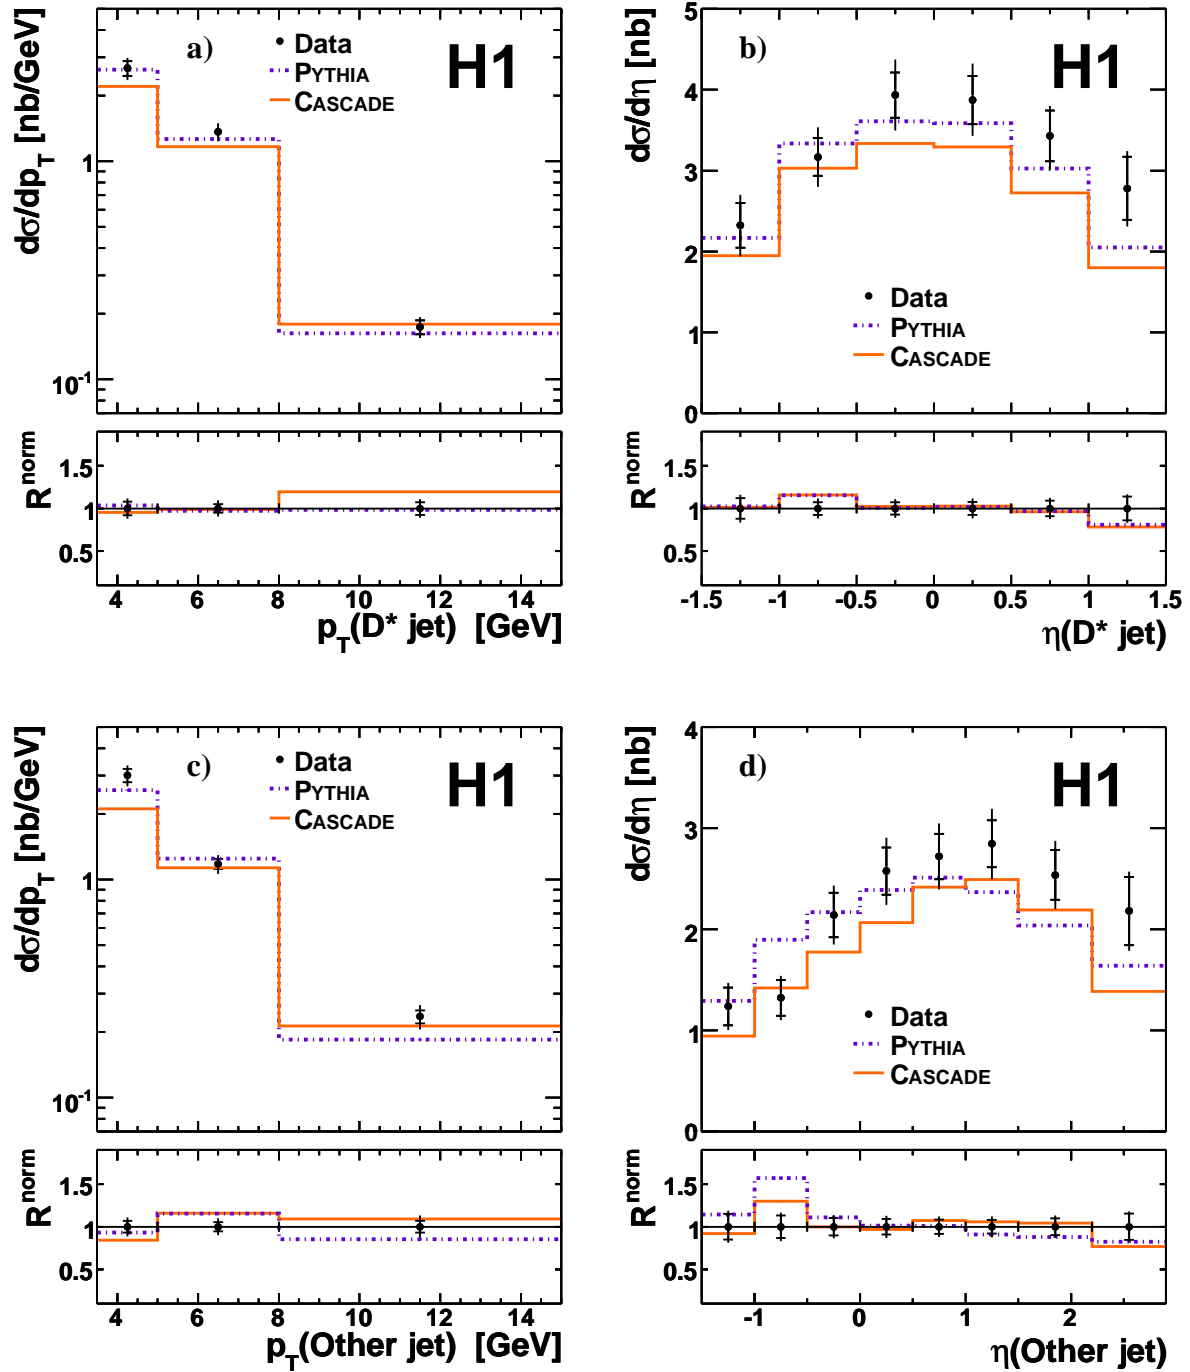 a)
Data
PYTHIA
CASCADE
H1
dσ/dp_T [nb/GeV]
1
10^-1
R^norm
1.5
1
0.5
4 6 8 10 12 14
p_T(D* jet) [GeV]
b)
H1
dσ/dη [nb]
5
4
3
2
1
0
Data
PYTHIA
CASCADE
R^norm
1.5
1
0.5
-1.5 -1 -0.5 0 0.5 1 1.5
η(D* jet)
c)
Data
PYTHIA
CASCADE
H1
dσ/dp_T [nb/GeV]
1
10^-1
R^norm
1.5
1
0.5
4 6 8 10 12 14
p_T(Other jet) [GeV]
d)
H1
dσ/dη [nb]
4
3
2
1
0
Data
PYTHIA
CASCADE
R^norm
1.5
1
0.5
-1 0 1 2
η(Other jet)